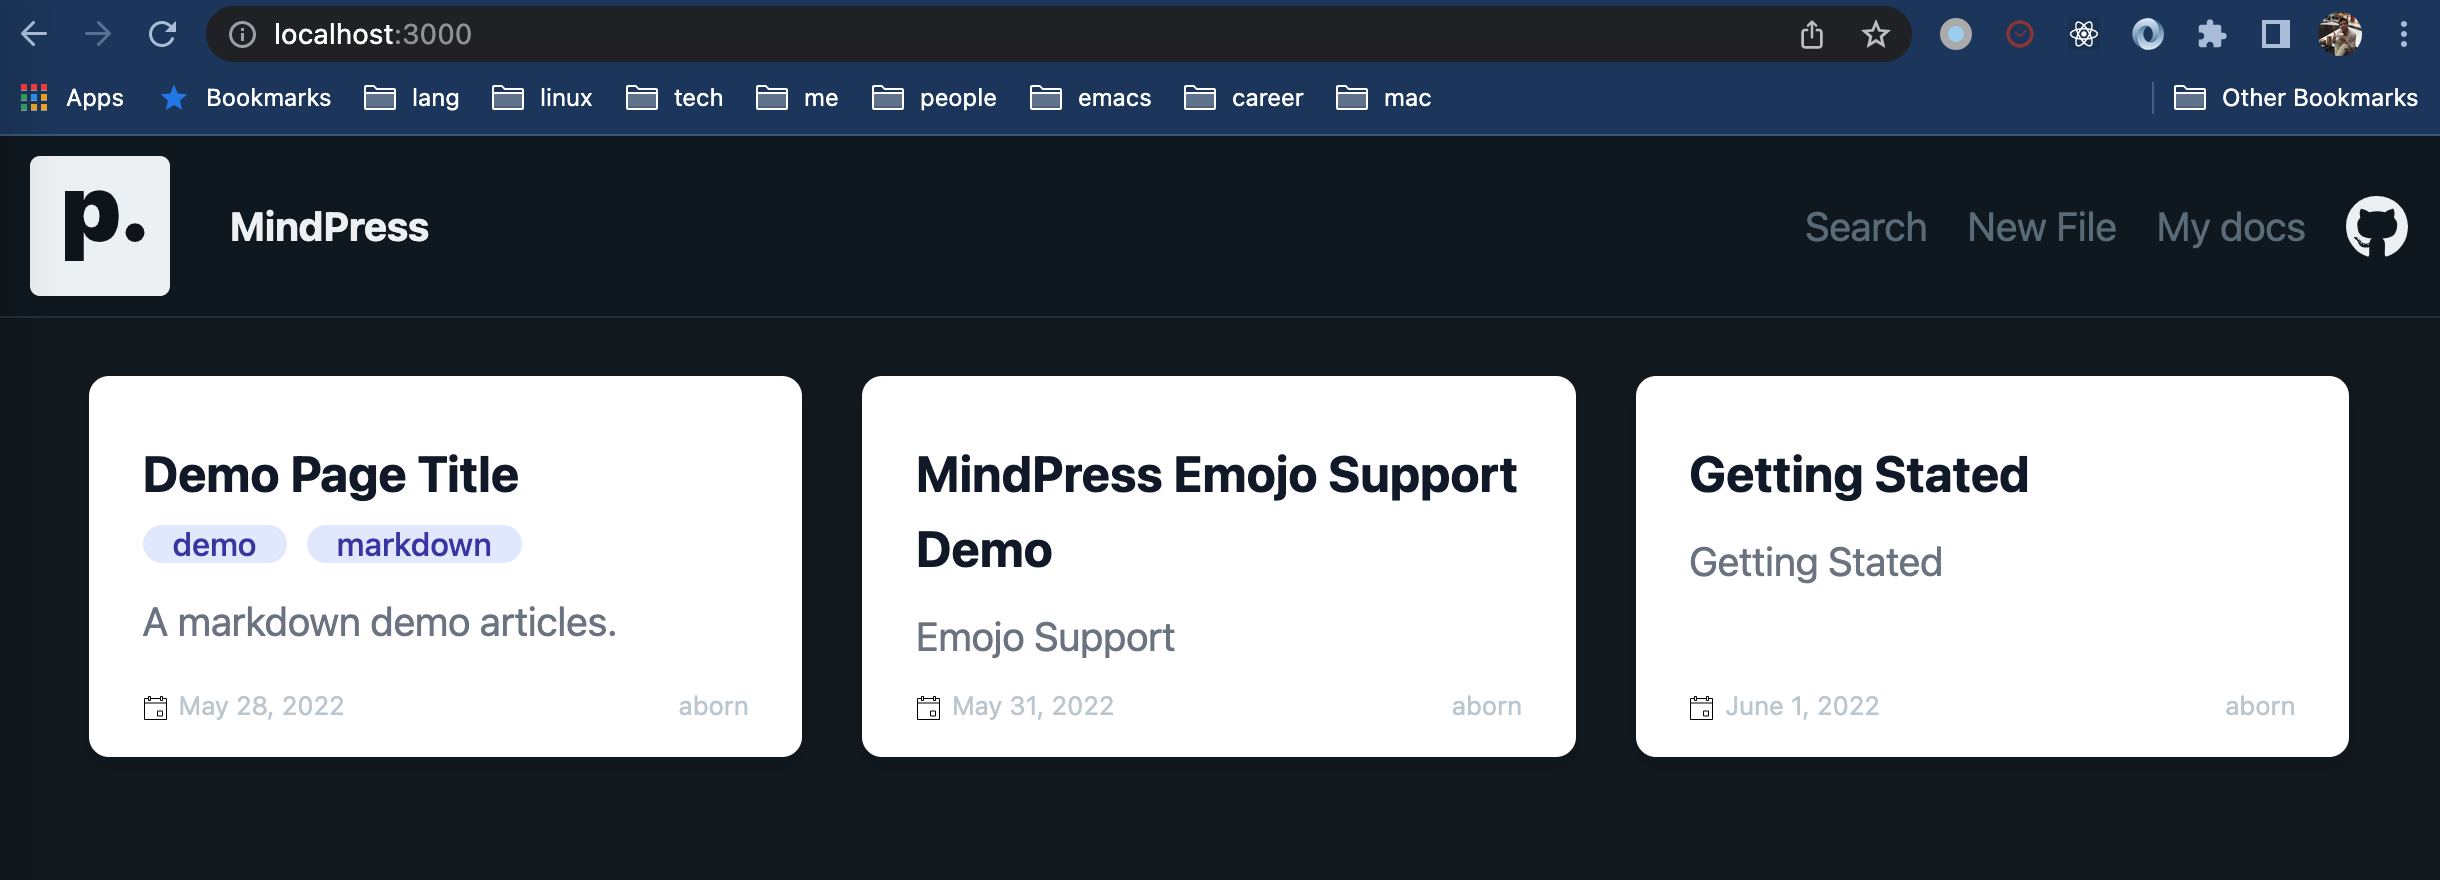 localhost:3000
Apps Bookmarks lang linux tech me people emacs career mac Other Bookmarks
p. MindPress Search New File My docs
Demo Page Title
demo markdown
A markdown demo articles.
May 28, 2022 aborn
MindPress Emojo Support
Demo
Emojo Support
May 31, 2022 aborn
Getting Stated
Getting Stated
June 1, 2022 aborn